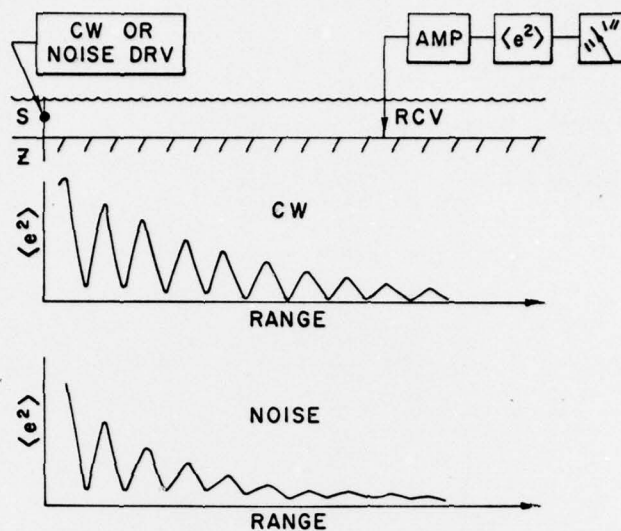 CW OR
NOISE DRV
AMP
⟨e²⟩
S
RCV
Z
⟨e²⟩
CW
RANGE
⟨e²⟩
NOISE
RANGE